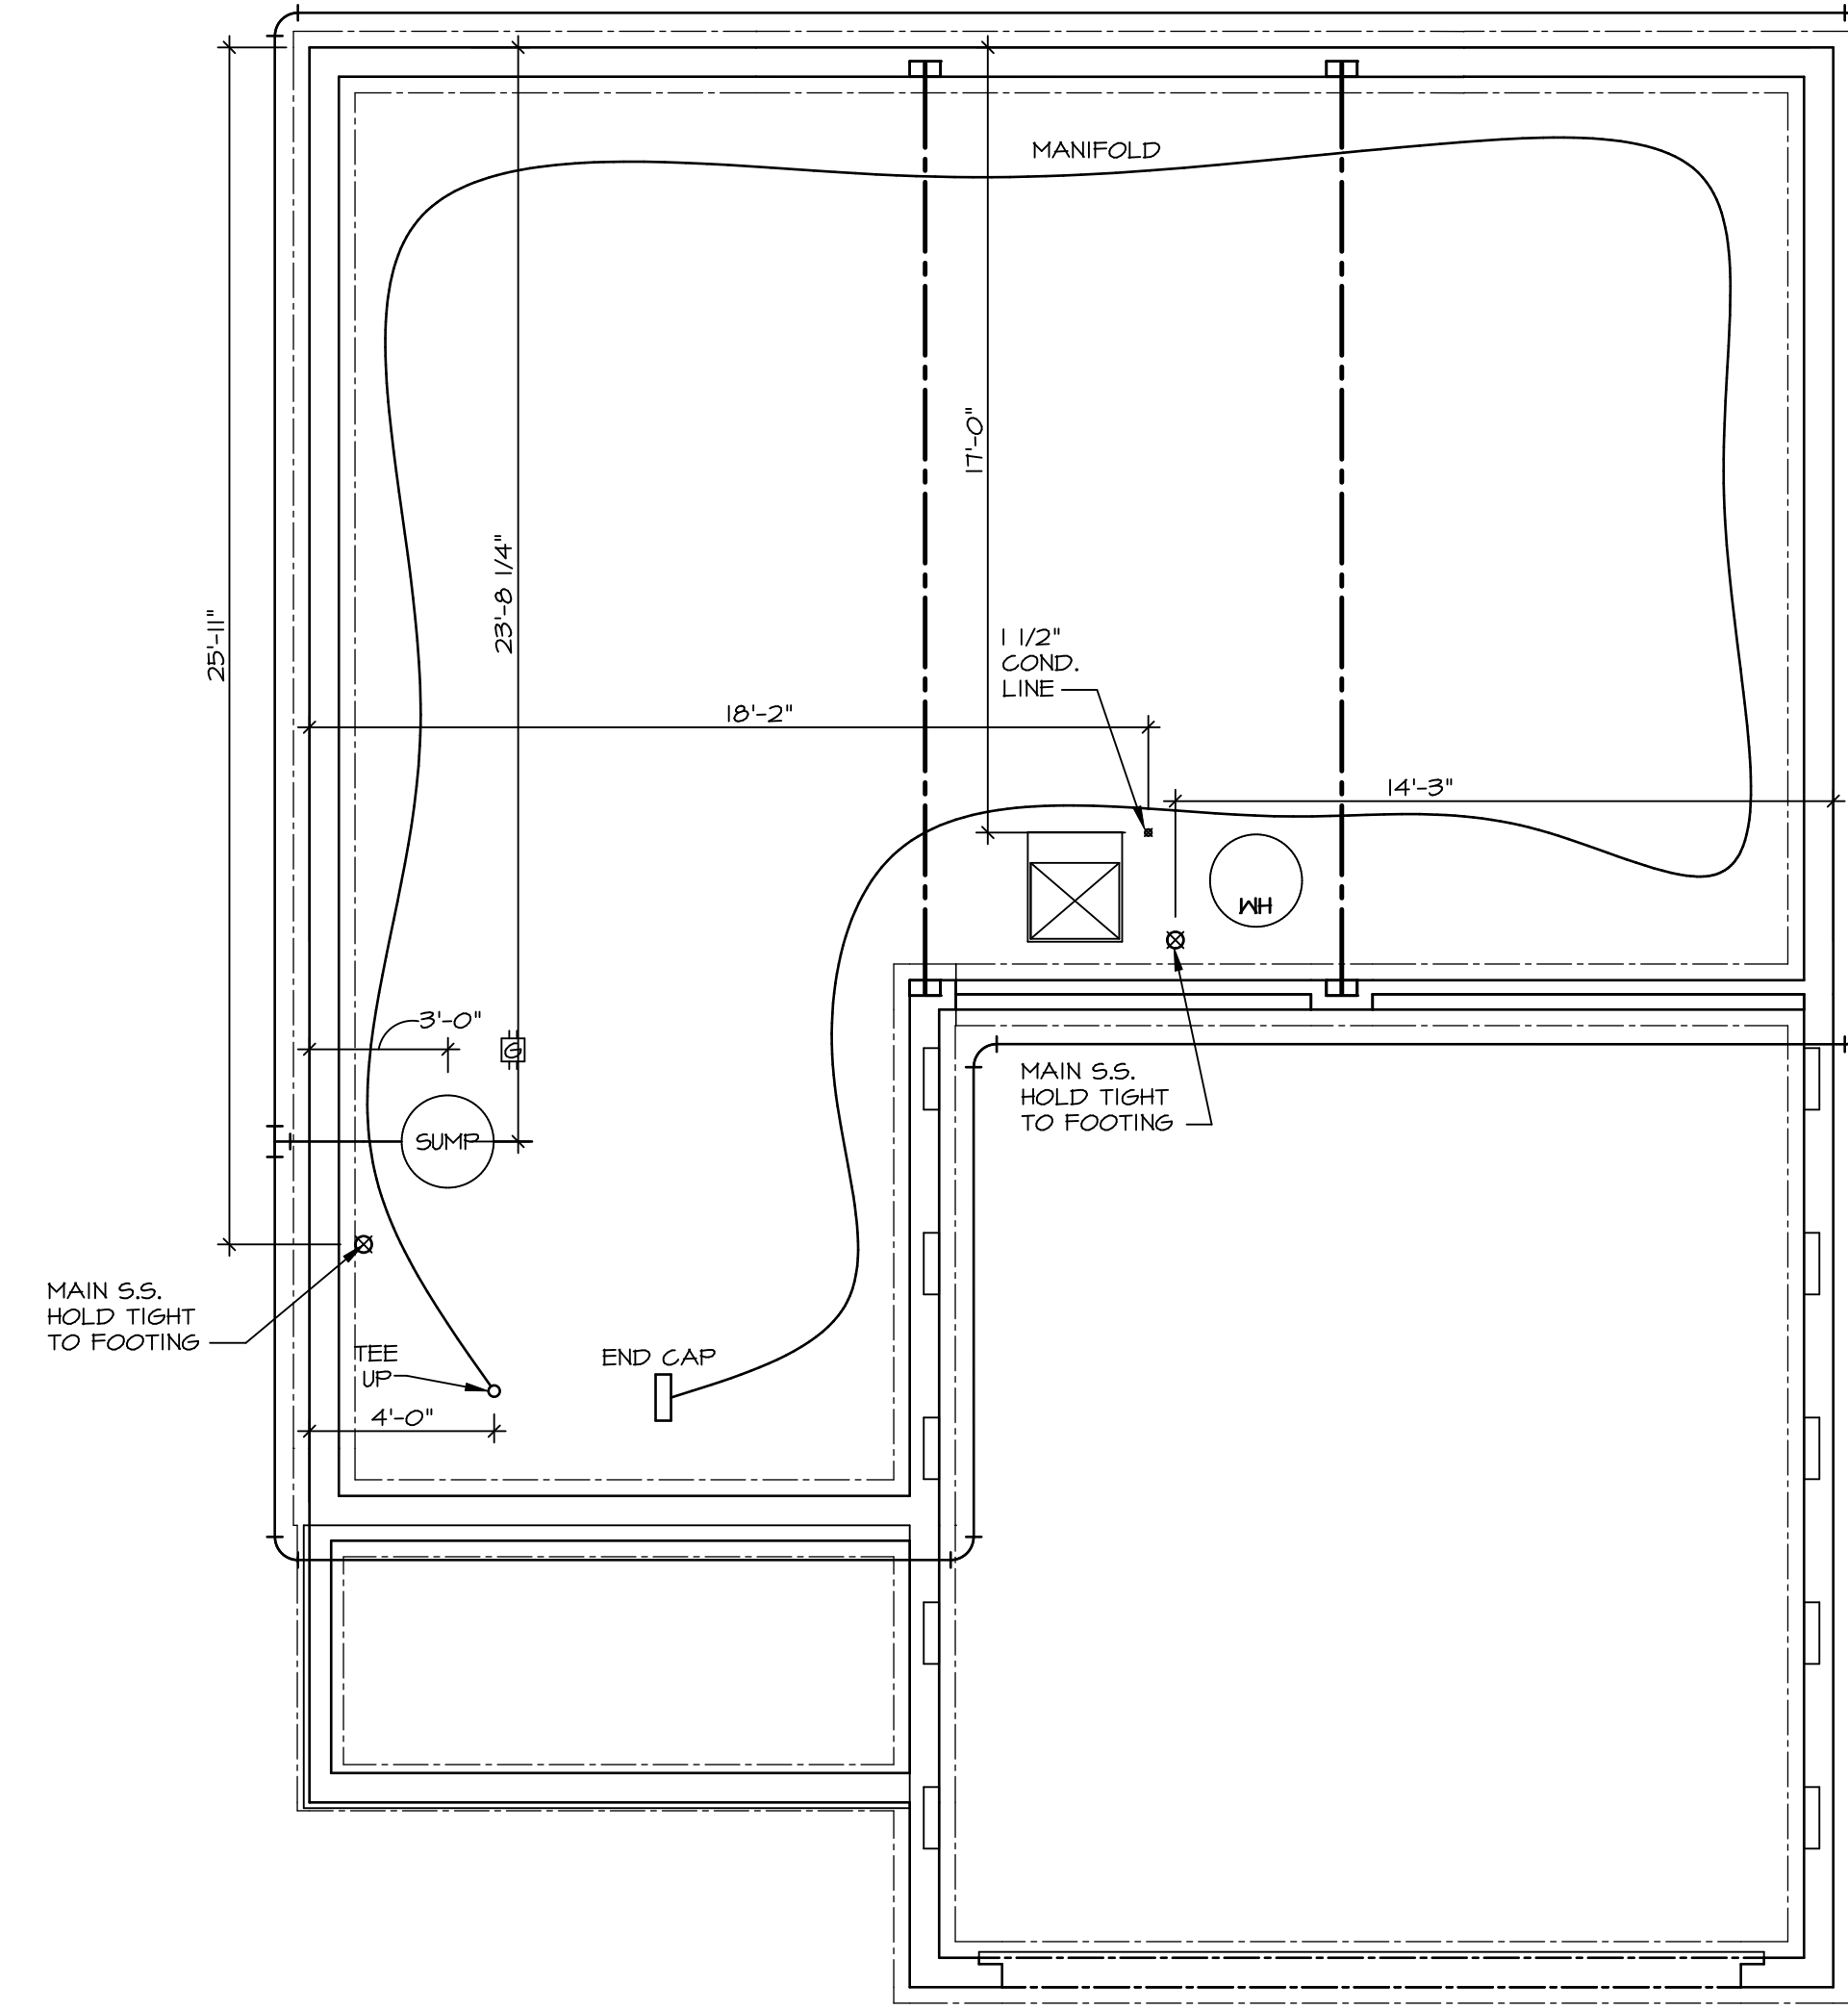 MANIFOLD
17'-0"
23'-8 1/4"
25'-11"
1 1/2"
COND.
LINE
18'-2"
14'-3"
WH
3'-0"
G
MAIN S.S.
HOLD TIGHT
TO FOOTING
SUMP
MAIN S.S.
HOLD TIGHT
TO FOOTING
TEE
UP
END CAP
4'-0"